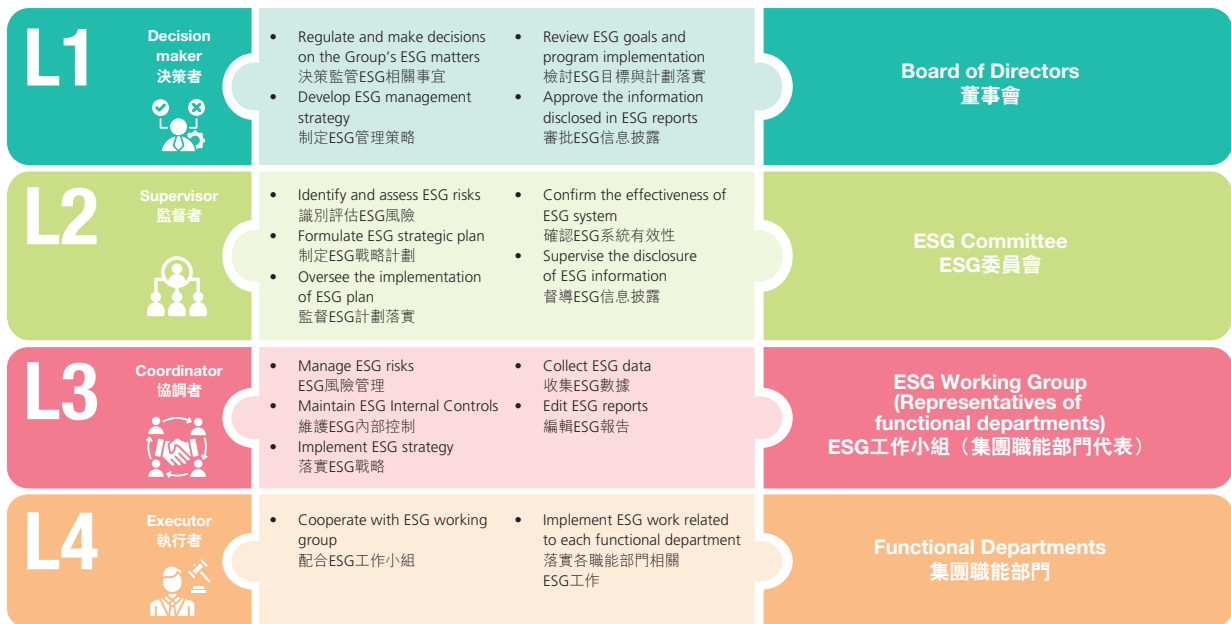 L1
Decision
maker
決策者
• Regulate and make decisions
on the Group's ESG matters
決策監管ESG相關事宜
• Develop ESG management
strategy
制定ESG管理策略
• Review ESG goals and
program implementation
檢討ESG目標與計劃落實
• Approve the information
disclosed in ESG reports
審批ESG信息披露
Board of Directors
董事會
L2
Supervisor
監督者
• Identify and assess ESG risks
識別評估ESG風險
• Formulate ESG strategic plan
制定ESG戰略計劃
• Oversee the implementation
of ESG plan
監督ESG計劃落實
• Confirm the effectiveness of
ESG system
確認ESG系統有效性
• Supervise the disclosure
of ESG information
督導ESG信息披露
ESG Committee
ESG委員會
L3
Coordinator
協調者
• Manage ESG risks
ESG風險管理
• Maintain ESG Internal Controls
維護ESG內部控制
• Implement ESG strategy
落實ESG戰略
• Collect ESG data
收集ESG數據
• Edit ESG reports
編輯ESG報告
ESG Working Group
(Representatives of
functional departments)
ESG工作小組（集團職能部門代表）
L4
Executor
執行者
• Cooperate with ESG working
group
配合ESG工作小組
• Implement ESG work related
to each functional department
落實各職能部門相關
ESG工作
Functional Departments
集團職能部門